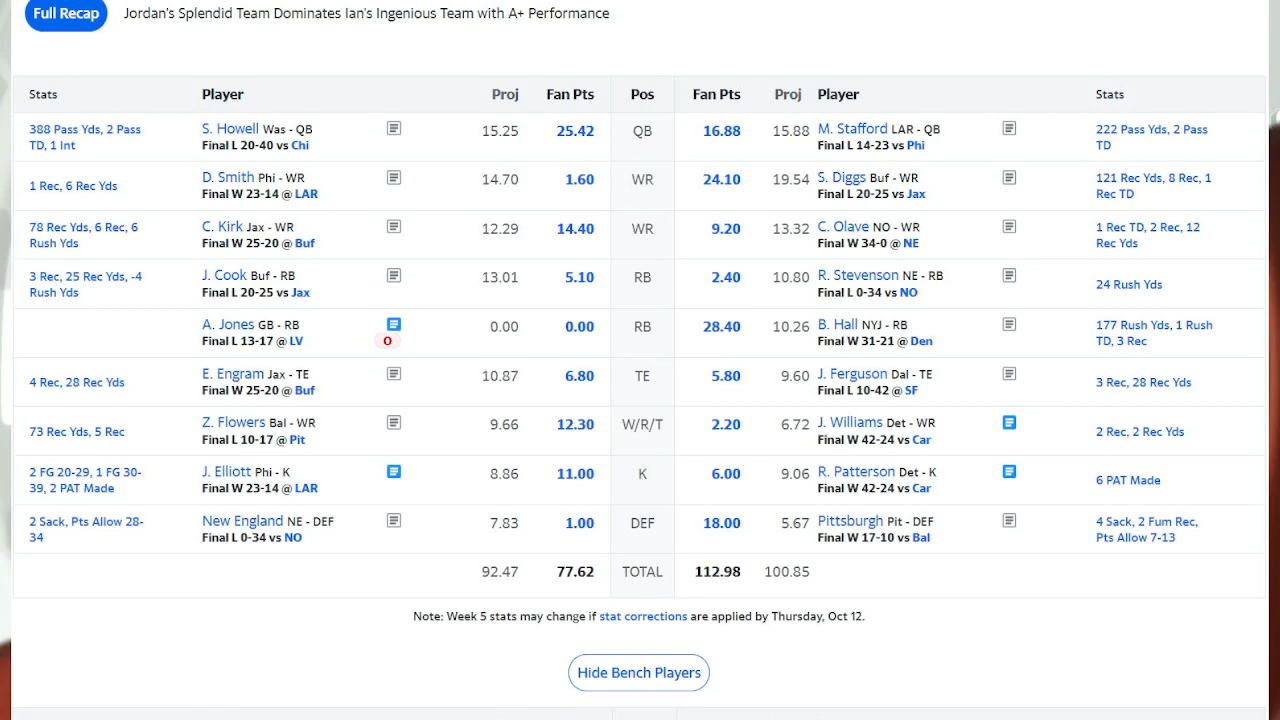 Full Recap Jordan's Splendid Team Dominates Ian's Ingenious Team with A+ Performance
Stats Player Proj Fan Pts Pos Fan Pts Proj Player Stats
388 Pass Yds, 2 Pass TD, 1 Int S. Howell Was - QB 15.25 25.42 QB 16.88 15.88 M. Stafford LAR - QB 222 Pass Yds, 2 Pass TD
Final L 20-40 vs Chi Final L 14-23 vs Phi
1 Rec, 6 Rec Yds D. Smith Phi - WR 14.70 1.60 WR 24.10 19.54 S. Diggs Buf - WR 121 Rec Yds, 8 Rec, 1 Rec TD
Final W 23-14 @ LAR Final L 20-25 vs Jax
78 Rec Yds, 6 Rec, 6 Rush Yds C. Kirk Jax - WR 12.29 14.40 WR 9.20 13.32 C. Olave NO - WR 1 Rec TD, 2 Rec, 12 Rec Yds
Final W 25-20 @ Buf Final W 34-0 @ NE
3 Rec, 25 Rec Yds, -4 Rush Yds J. Cook Buf - RB 13.01 5.10 RB 2.40 10.80 R. Stevenson NE - RB 24 Rush Yds
Final L 20-25 vs Jax Final L 0-34 vs NO
A. Jones GB - RB 0.00 0.00 RB 28.40 10.26 B. Hall NYJ - RB 177 Rush Yds, 1 Rush TD, 3 Rec
Final L 13-17 @ LV O Final W 31-21 @ Den
4 Rec, 28 Rec Yds E. Engram Jax - TE 10.87 6.80 TE 5.80 9.60 J. Ferguson Dal - TE 3 Rec, 28 Rec Yds
Final W 25-20 @ Buf Final L 10-42 @ SF
73 Rec Yds, 5 Rec Z. Flowers Bal - WR 9.66 12.30 W/R/T 2.20 6.72 J. Williams Det - WR 2 Rec, 2 Rec Yds
Final L 10-17 @ Pit Final W 42-24 vs Car
2 FG 20-29, 1 FG 30-39, 2 PAT Made J. Elliott Phi - K 8.86 11.00 K 6.00 9.06 R. Patterson Det - K 6 PAT Made
Final W 23-14 @ LAR Final W 42-24 vs Car
2 Sack, Pts Allow 28-34 New England NE - DEF 7.83 1.00 DEF 18.00 5.67 Pittsburgh Pit - DEF 4 Sack, 2 Fum Rec, Pts Allow 7-13
Final L 0-34 vs NO Final W 17-10 vs Bal
92.47 77.62 TOTAL 112.98 100.85
Note: Week 5 stats may change if stat corrections are applied by Thursday, Oct 12.
Hide Bench Players